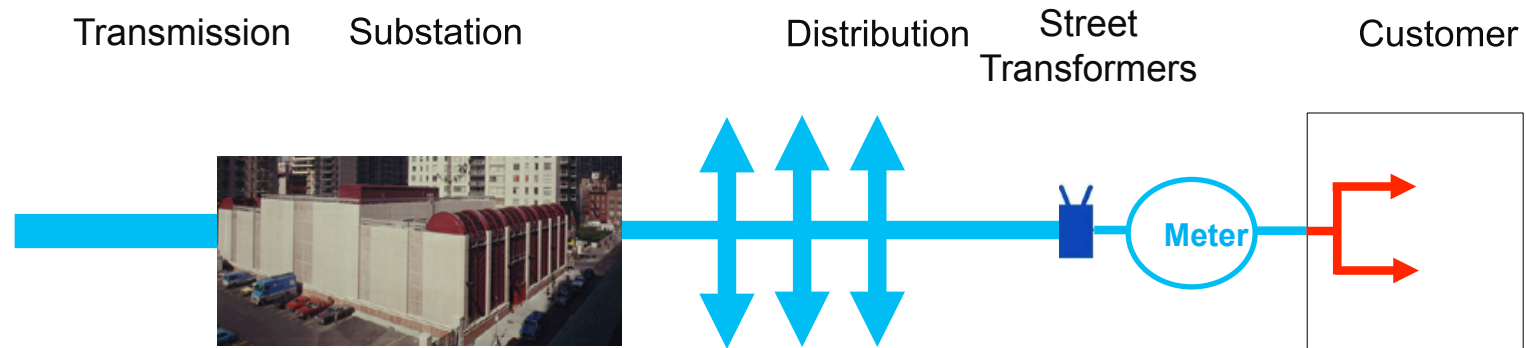 Transmission
Substation
Distribution
Street
Transformers
Customer
Meter